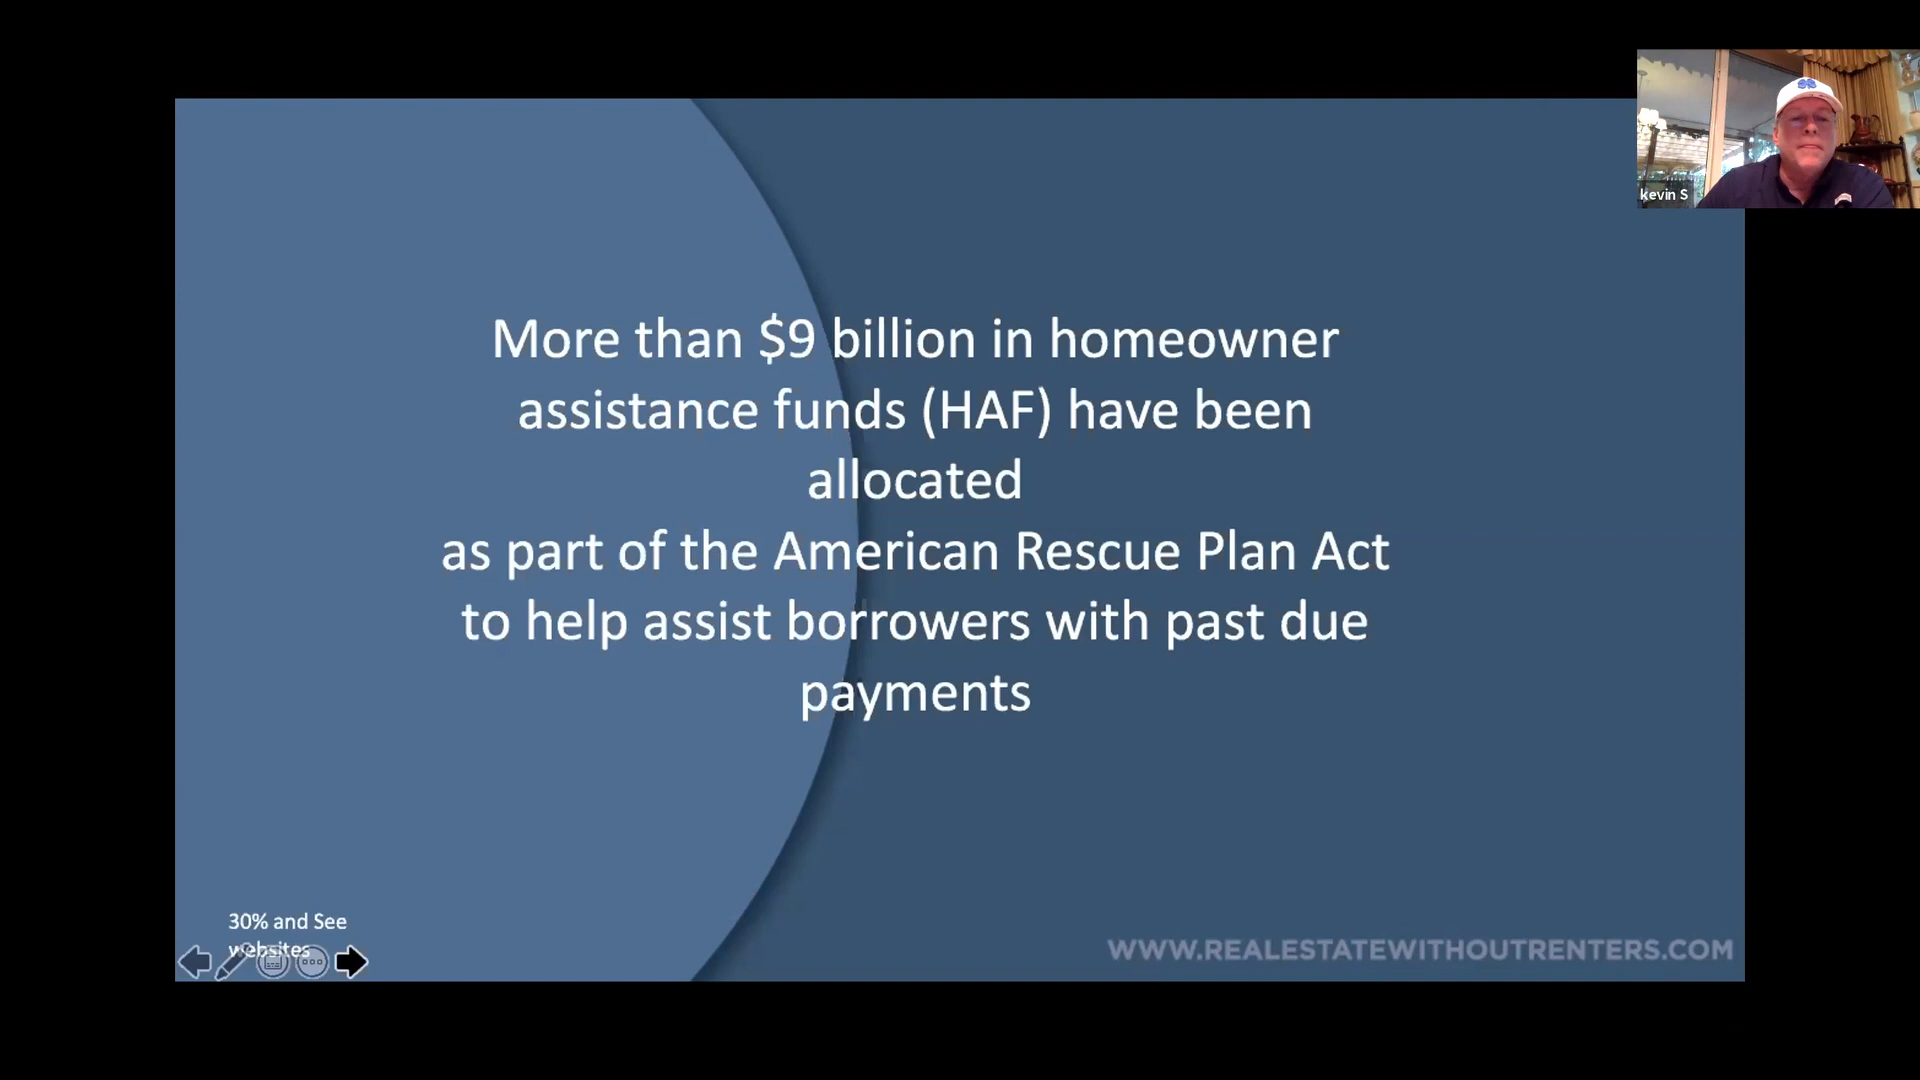 kevin S
More than $9 billion in homeowner
assistance funds (HAF) have been
allocated
as part of the American Rescue Plan Act
to help assist borrowers with past due
payments
30% and See
websites
WWW.REALESTATEWITHOUTRENTERS.COM